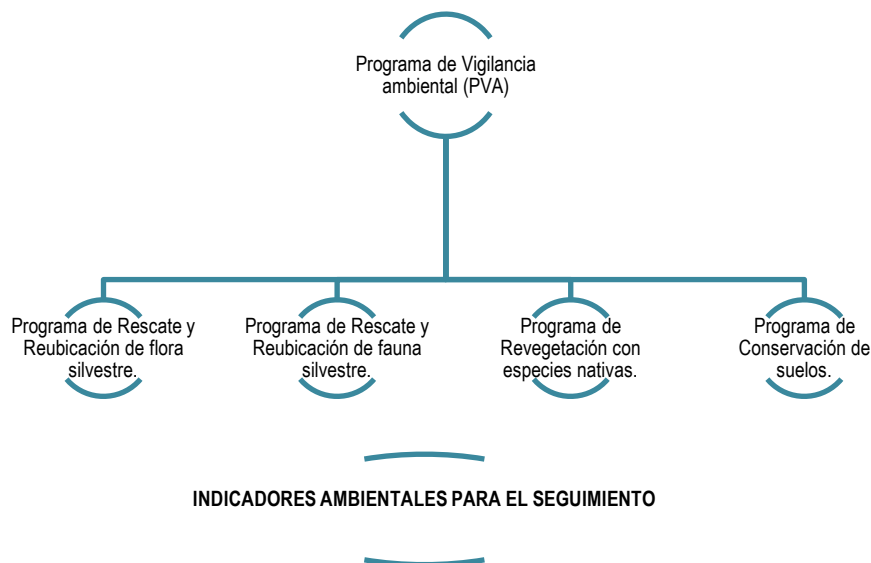 Programa de Vigilancia
ambiental (PVA)
Programa de Rescate y
Reubicación de flora
silvestre.
Programa de Rescate y
Reubicación de fauna
silvestre.
Programa de
Revegetación con
especies nativas.
Programa de
Conservación de
suelos.
INDICADORES AMBIENTALES PARA EL SEGUIMIENTO